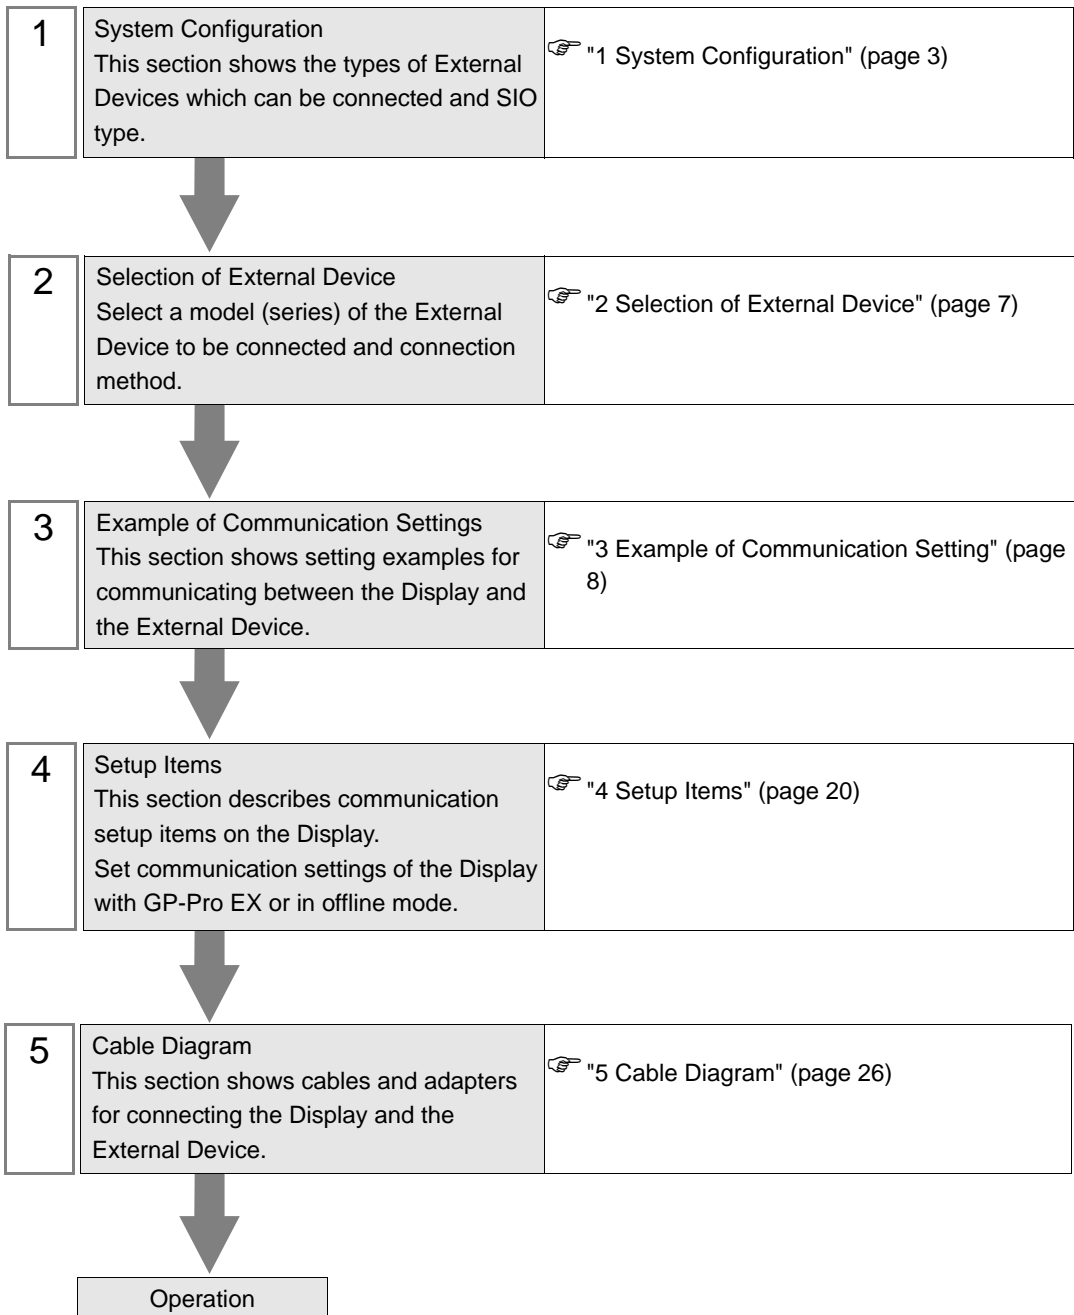 1
System Configuration
This section shows the types of External
Devices which can be connected and SIO
type.
"1 System Configuration" (page 3)
2
Selection of External Device
Select a model (series) of the External
Device to be connected and connection
method.
"2 Selection of External Device" (page 7)
3
Example of Communication Settings
This section shows setting examples for
communicating between the Display and
the External Device.
"3 Example of Communication Setting" (page
8)
4
Setup Items
This section describes communication
setup items on the Display.
Set communication settings of the Display
with GP-Pro EX or in offline mode.
"4 Setup Items" (page 20)
5
Cable Diagram
This section shows cables and adapters
for connecting the Display and the
External Device.
"5 Cable Diagram" (page 26)
Operation